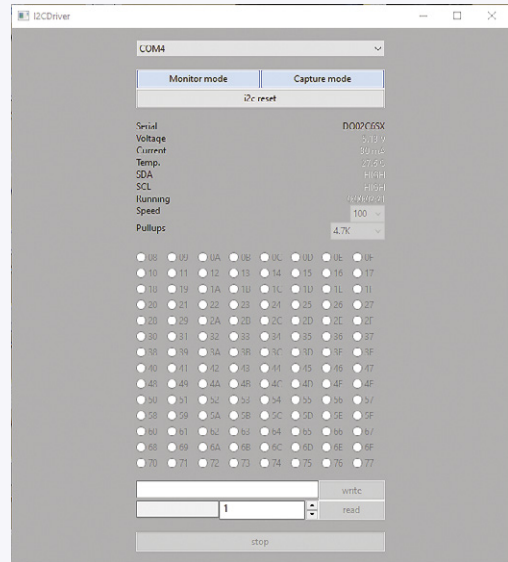 I2CDriver
COM4
Monitor mode Capture mode
i2c reset
Serial DO02C6SX
Voltage
Current
Temp.
SDA HIGH
SCL HIGH
Running
Speed 100
Pullups 4.7K
08 09 0A 0B 0C 0D 0E 0F
10 11 12 13 14 15 16 17
18 19 1A 1B 1C 1D 1E 1F
20 21 22 23 24 25 26 27
28 29 2A 2B 2C 2D 2E 2F
30 31 32 33 34 35 36 37
38 39 3A 3B 3C 3D 3E 3F
40 41 42 43 44 45 46 47
48 49 4A 4B 4C 4D 4E 4F
50 51 52 53 54 55 56 57
58 59 5A 5B 5C 5D 5E 5F
60 61 62 63 64 65 66 67
68 69 6A 6B 6C 6D 6E 6F
70 71 72 73 74 75 76 77
write
1 read
stop